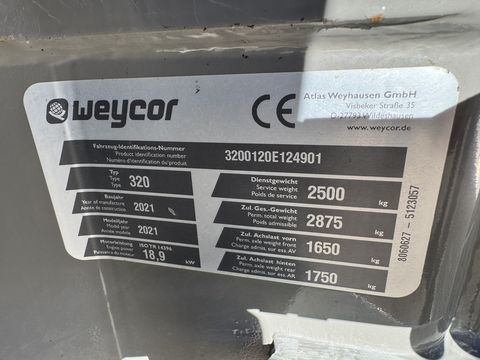 weycor
CE
Atlas Weyhausen GmbH
Visbeker Straße 35
D-27793 Wildeshausen
www.weycor.de
Fahrzeug-Identifikations-Nummer
Product identification number
Numéro d'identification du produit
3200120E124901
Typ
Type
Type
320
Baujahr
Year of manufacture
Année de construction
2021
Modelljahr
Model year
Année modèle
2021
Motorleistung
Engine power
Puissance du moteur
ISO TR 14396
18,9
kW
Dienstgewicht
Service weight
Poids de service
2500
kg
Zul. Ges.-Gewicht
Perm. total weight
Poids admissible
2875
kg
Zul. Achslast vorn
Perm. axle weight front
Charge admis. sur ess. AV
1650
kg
Zul. Achslast hinten
Perm. axle weight rear
Charge admis. sur ess. AR
1750
kg
8060627 - 5123057